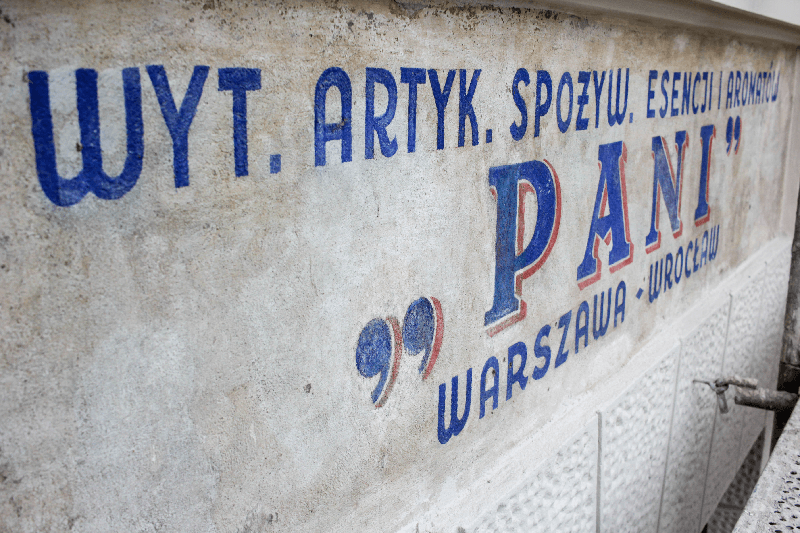 WYT. ARTYK. SPOŻYW. ESENCJI I AROMATÓW
„PANI”
WARSZAWA - WROCŁAW